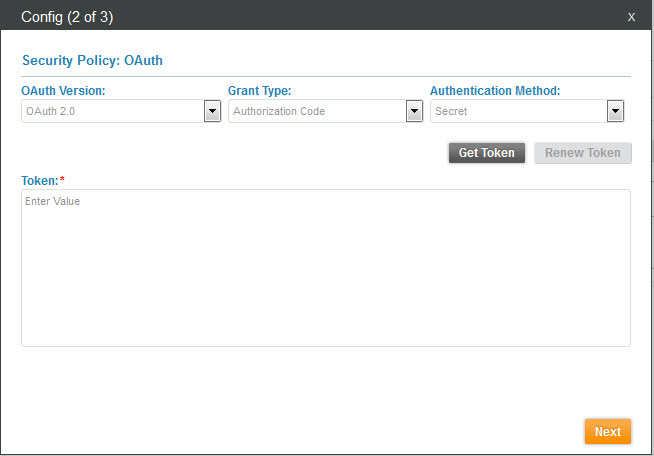 Config (2 of 3) X
Security Policy: OAuth
OAuth Version: Grant Type: Authentication Method:
OAuth 2.0 Authorization Code Secret
Get Token Renew Token
Token:*
Enter Value
Next